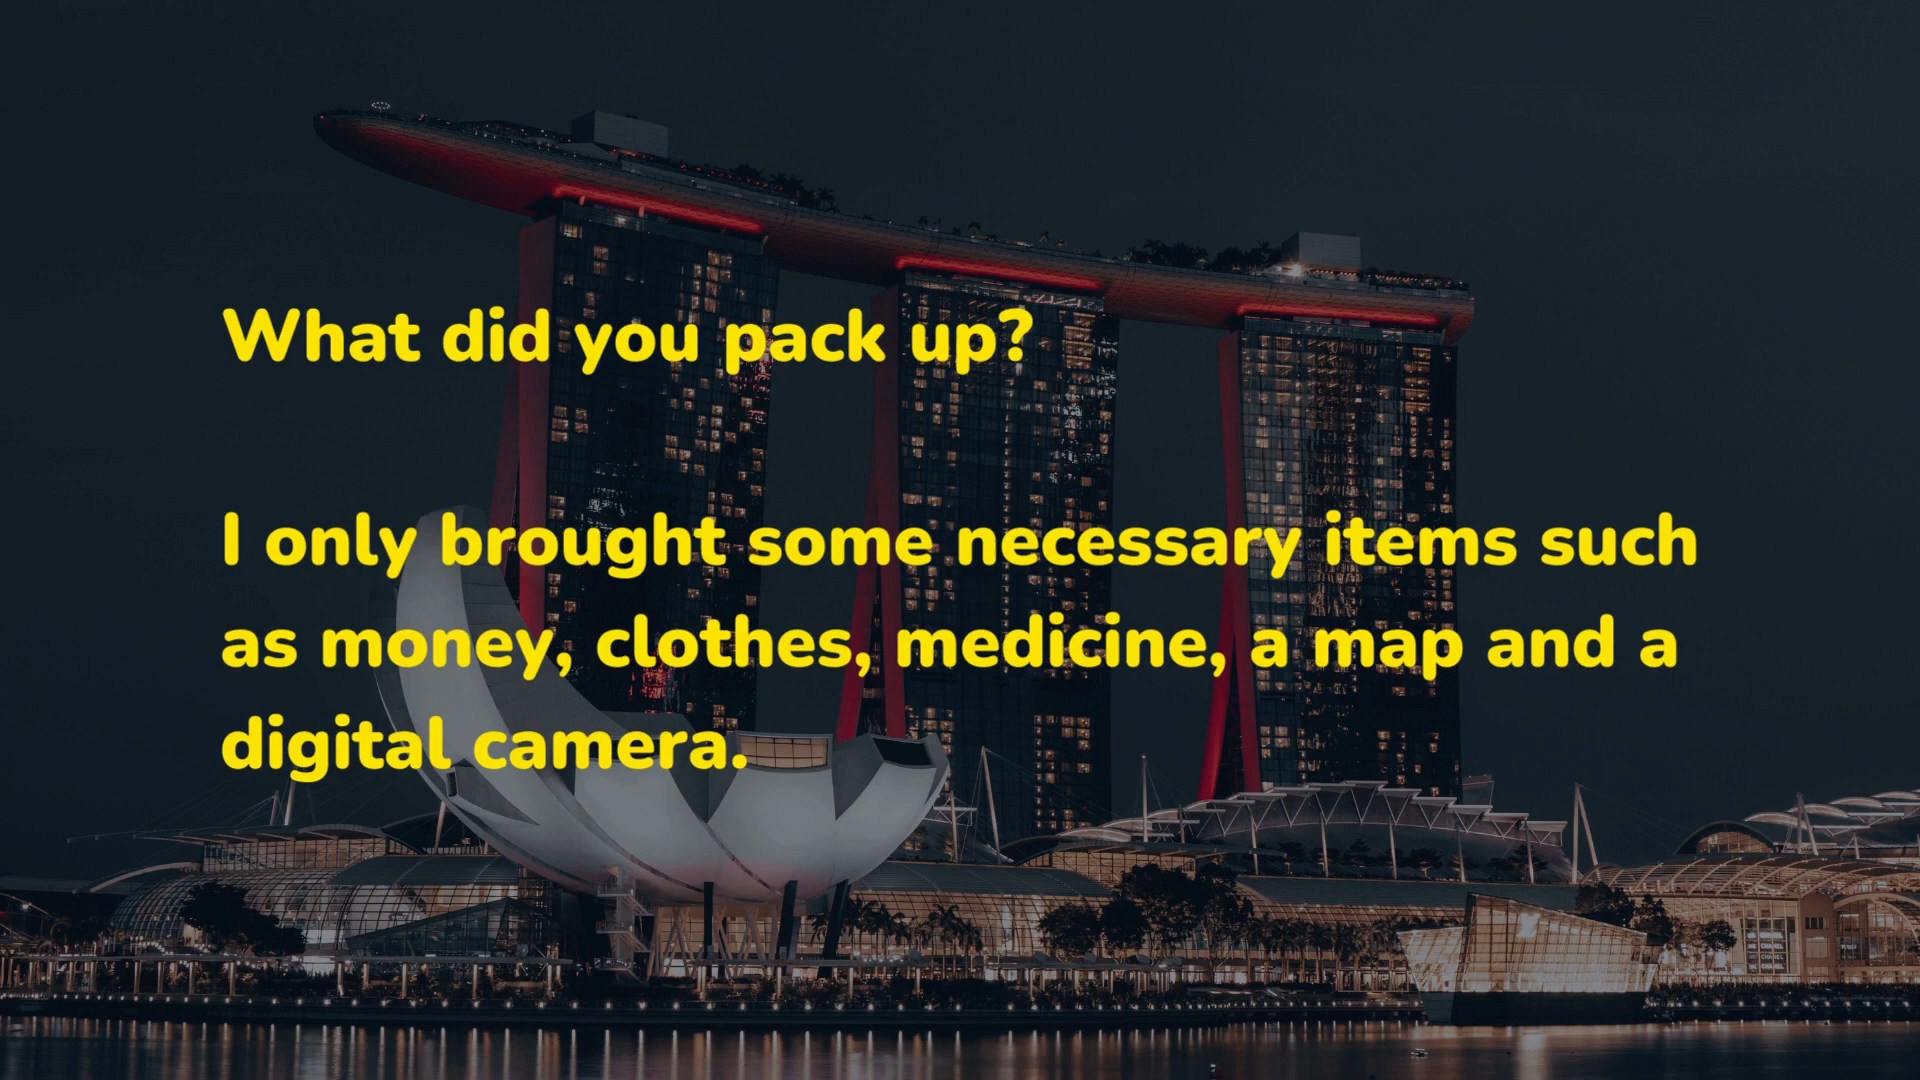 What did you pack up?
I only brought some necessary items such
as money, clothes, medicine, a map and a
digital camera.